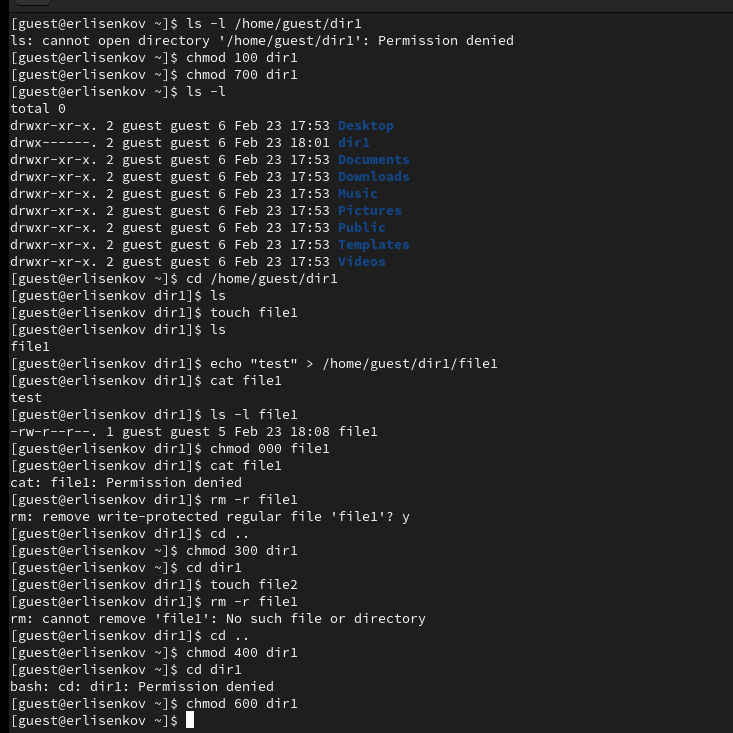 [guest@erlisenkov ~]$ ls -l /home/guest/dir1
ls: cannot open directory '/home/guest/dir1': Permission denied
[guest@erlisenkov ~]$ chmod 100 dir1
[guest@erlisenkov ~]$ chmod 700 dir1
[guest@erlisenkov ~]$ ls -l
total 0
drwxr-xr-x. 2 guest guest 6 Feb 23 17:53 Desktop
drwx------. 2 guest guest 6 Feb 23 18:01 dir1
drwxr-xr-x. 2 guest guest 6 Feb 23 17:53 Documents
drwxr-xr-x. 2 guest guest 6 Feb 23 17:53 Downloads
drwxr-xr-x. 2 guest guest 6 Feb 23 17:53 Music
drwxr-xr-x. 2 guest guest 6 Feb 23 17:53 Pictures
drwxr-xr-x. 2 guest guest 6 Feb 23 17:53 Public
drwxr-xr-x. 2 guest guest 6 Feb 23 17:53 Templates
drwxr-xr-x. 2 guest guest 6 Feb 23 17:53 Videos
[guest@erlisenkov ~]$ cd /home/guest/dir1
[guest@erlisenkov dir1]$ ls
[guest@erlisenkov dir1]$ touch file1
[guest@erlisenkov dir1]$ ls
file1
[guest@erlisenkov dir1]$ echo "test" > /home/guest/dir1/file1
[guest@erlisenkov dir1]$ cat file1
test
[guest@erlisenkov dir1]$ ls -l file1
-rw-r--r--. 1 guest guest 5 Feb 23 18:08 file1
[guest@erlisenkov dir1]$ chmod 000 file1
[guest@erlisenkov dir1]$ cat file1
cat: file1: Permission denied
[guest@erlisenkov dir1]$ rm -r file1
rm: remove write-protected regular file 'file1'? y
[guest@erlisenkov dir1]$ cd ..
[guest@erlisenkov ~]$ chmod 300 dir1
[guest@erlisenkov ~]$ cd dir1
[guest@erlisenkov dir1]$ touch file2
[guest@erlisenkov dir1]$ rm -r file1
rm: cannot remove 'file1': No such file or directory
[guest@erlisenkov dir1]$ cd ..
[guest@erlisenkov ~]$ chmod 400 dir1
[guest@erlisenkov ~]$ cd dir1
bash: cd: dir1: Permission denied
[guest@erlisenkov ~]$ chmod 600 dir1
[guest@erlisenkov ~]$